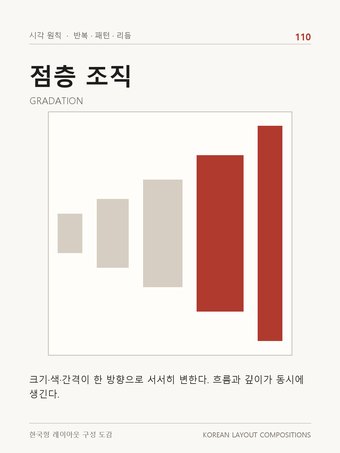 시각 원칙 · 반복·패턴·리듬
110
점층 조직
GRADATION
크기·색·간격이 한 방향으로 서서히 변한다. 흐름과 깊이가 동시에
생긴다.
한국형 레이아웃 구성 도감
KOREAN LAYOUT COMPOSITIONS